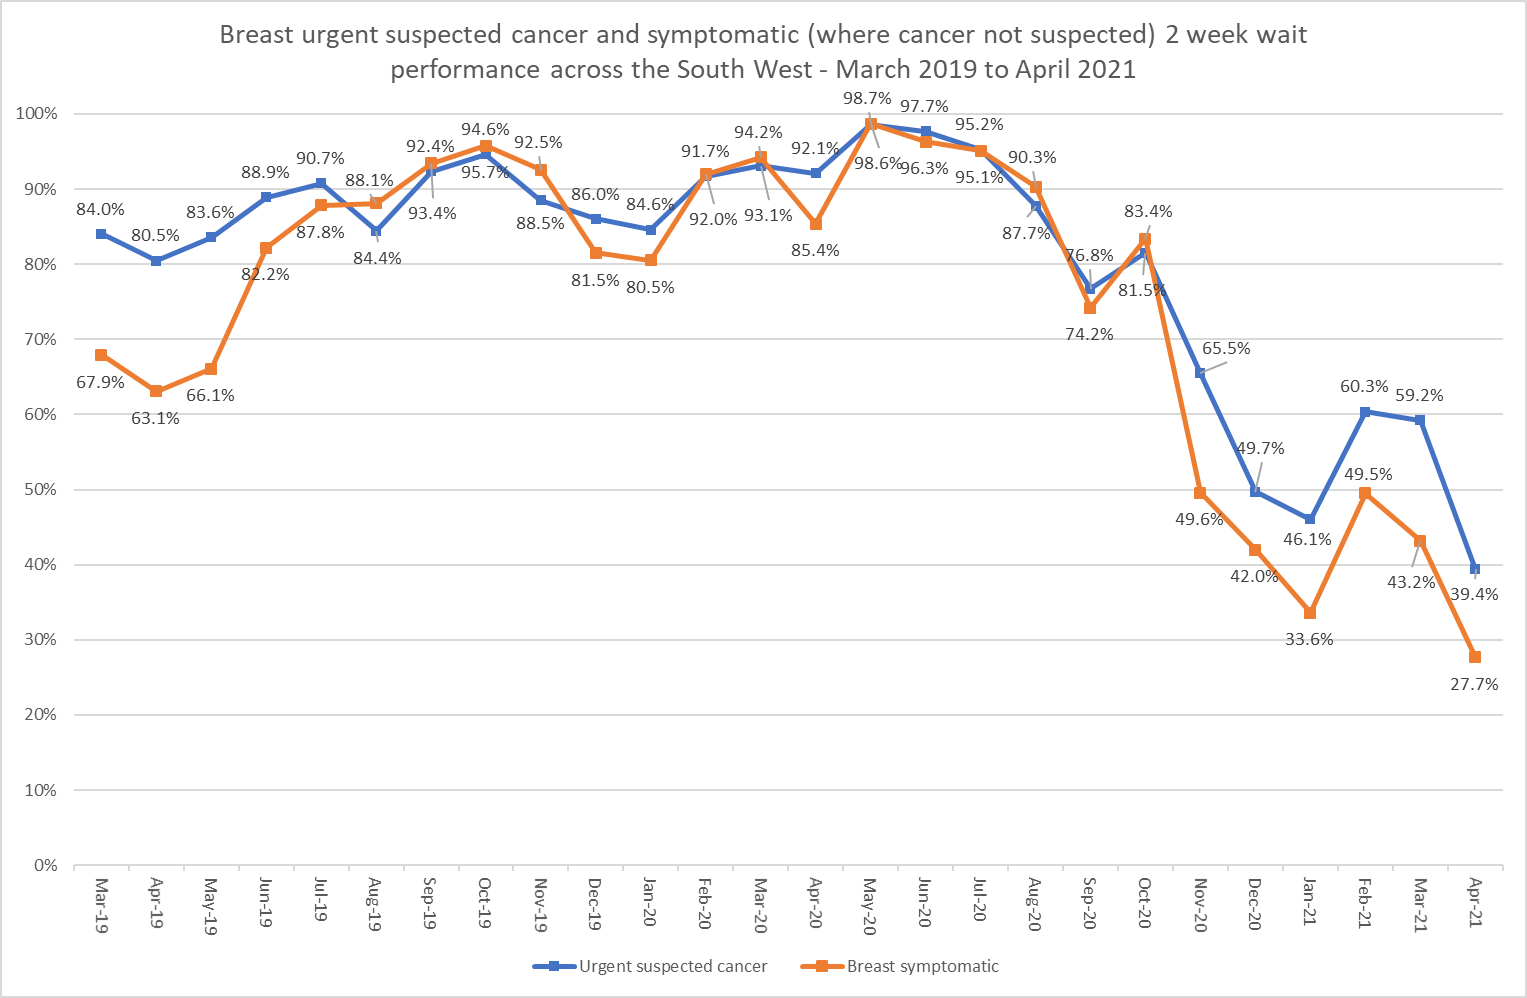 Breast urgent suspected cancer and symptomatic (where cancer not suspected) 2 week wait
performance across the South West - March 2019 to April 2021
100%
90%
80%
70%
60%
50%
40%
30%
20%
10%
0%
84.0%
80.5%
83.6%
88.9%
90.7%
84.4%
92.4%
94.6%
88.5%
86.0%
84.6%
91.7%
93.1%
92.1%
98.6%
97.7%
95.2%
87.7%
76.8%
81.5%
65.5%
49.7%
46.1%
60.3%
59.2%
39.4%
67.9%
63.1%
66.1%
82.2%
87.8%
88.1%
93.4%
95.7%
92.5%
81.5%
80.5%
92.0%
94.2%
85.4%
98.7%
96.3%
95.1%
90.3%
74.2%
83.4%
49.6%
42.0%
33.6%
49.5%
43.2%
27.7%
Mar-19
Apr-19
May-19
Jun-19
Jul-19
Aug-19
Sep-19
Oct-19
Nov-19
Dec-19
Jan-20
Feb-20
Mar-20
Apr-20
May-20
Jun-20
Jul-20
Aug-20
Sep-20
Oct-20
Nov-20
Dec-20
Jan-21
Feb-21
Mar-21
Apr-21
Urgent suspected cancer
Breast symptomatic